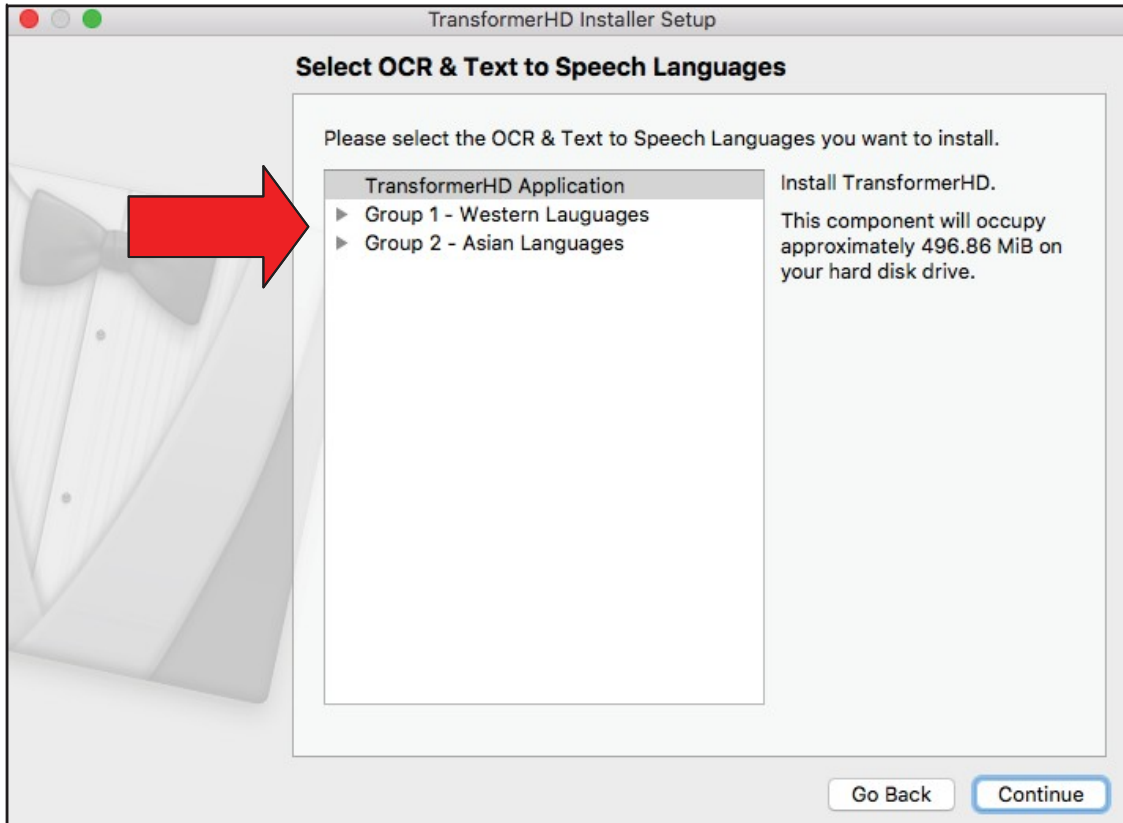 TransformerHD Installer Setup
Select OCR & Text to Speech Languages
Please select the OCR & Text to Speech Languages you want to install.
TransformerHD Application
Group 1 - Western Lauguages
Group 2 - Asian Languages
Install TransformerHD.
This component will occupy
approximately 496.86 MiB on
your hard disk drive.
Go Back
Continue